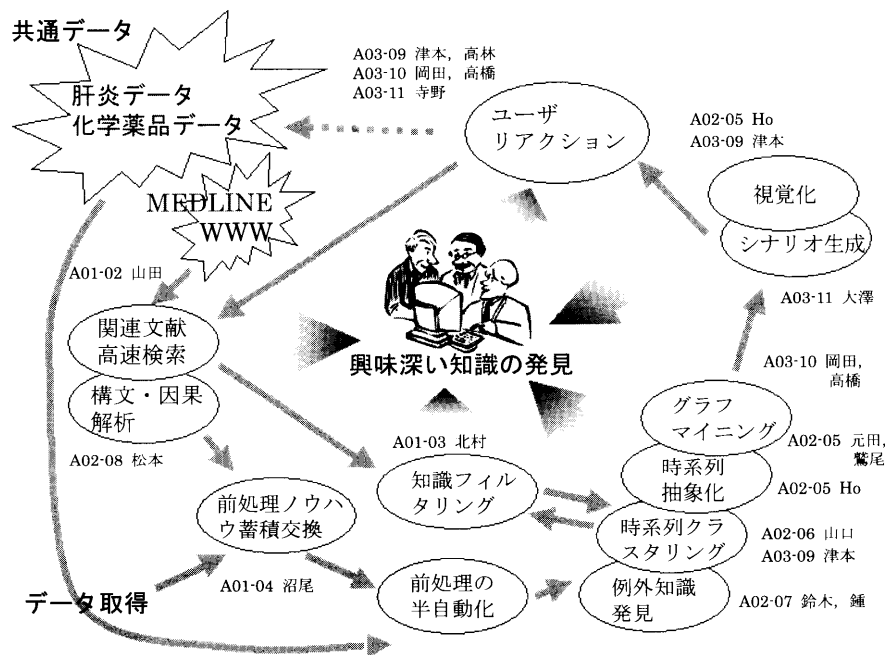 共通データ
肝炎データ
化学薬品データ
MEDLINE
WWW
A03-09 津本，高林
A03-10 岡田，高橋
A03-11 寺野
ユーザ
リアクション
A02-05 Ho
A03-09 津本
視覚化
シナリオ生成
A03-11 大澤
A01-02 山田
関連文献
高速検索
構文・因果
解析
A02-08 松本
興味深い知識の発見
A03-10 岡田，
高橋
グラフ
マイニング
A02-05 元田，
鷲尾
時系列
抽象化
A02-05 Ho
A01-03 北村
知識フィル
タリング
時系列クラ
スタリング
A02-06 山口
A03-09 津本
前処理ノウハ
ウ蓄積交換
A01-04 沼尾
データ取得
前処理の
半自動化
例外知識
発見
A02-07 鈴木，鍾